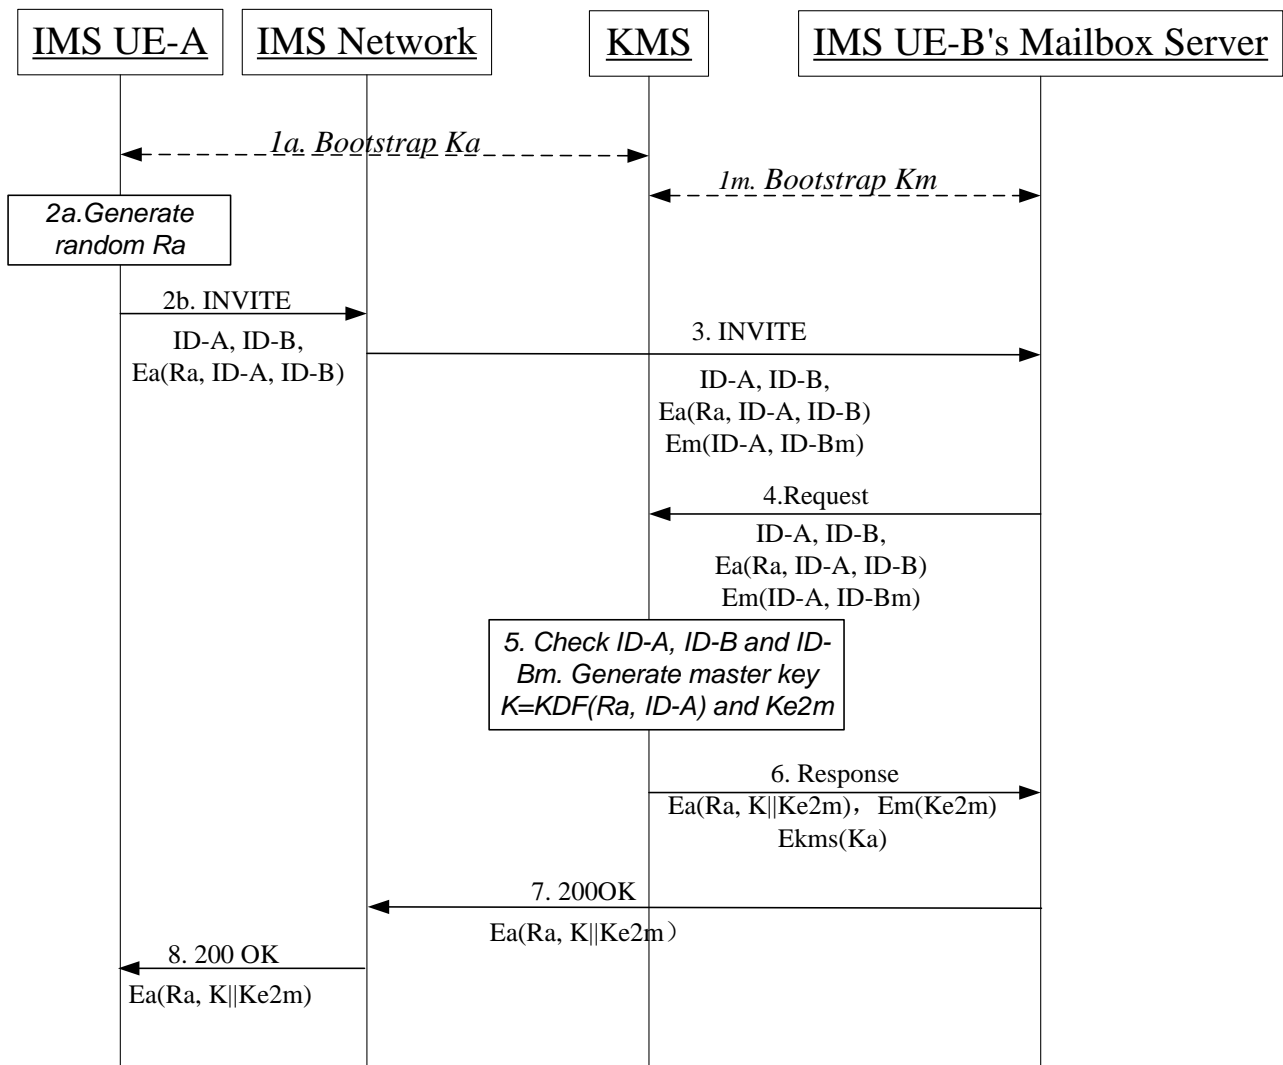 IMS UE-A
IMS Network
KMS
IMS UE-B's Mailbox Server
1a. Bootstrap Ka
1m. Bootstrap Km
2a.Generate
random Ra
2b. INVITE
ID-A, ID-B,
Ea(Ra, ID-A, ID-B)
3. INVITE
ID-A, ID-B,
Ea(Ra, ID-A, ID-B)
Em(ID-A, ID-Bm)
4.Request
ID-A, ID-B,
Ea(Ra, ID-A, ID-B)
Em(ID-A, ID-Bm)
5. Check ID-A, ID-B and ID-
Bm. Generate master key
K=KDF(Ra, ID-A) and Ke2m
6. Response
Ea(Ra, K||Ke2m)，Em(Ke2m)
Ekms(Ka)
7. 200OK
Ea(Ra, K||Ke2m）
8. 200 OK
Ea(Ra, K||Ke2m)